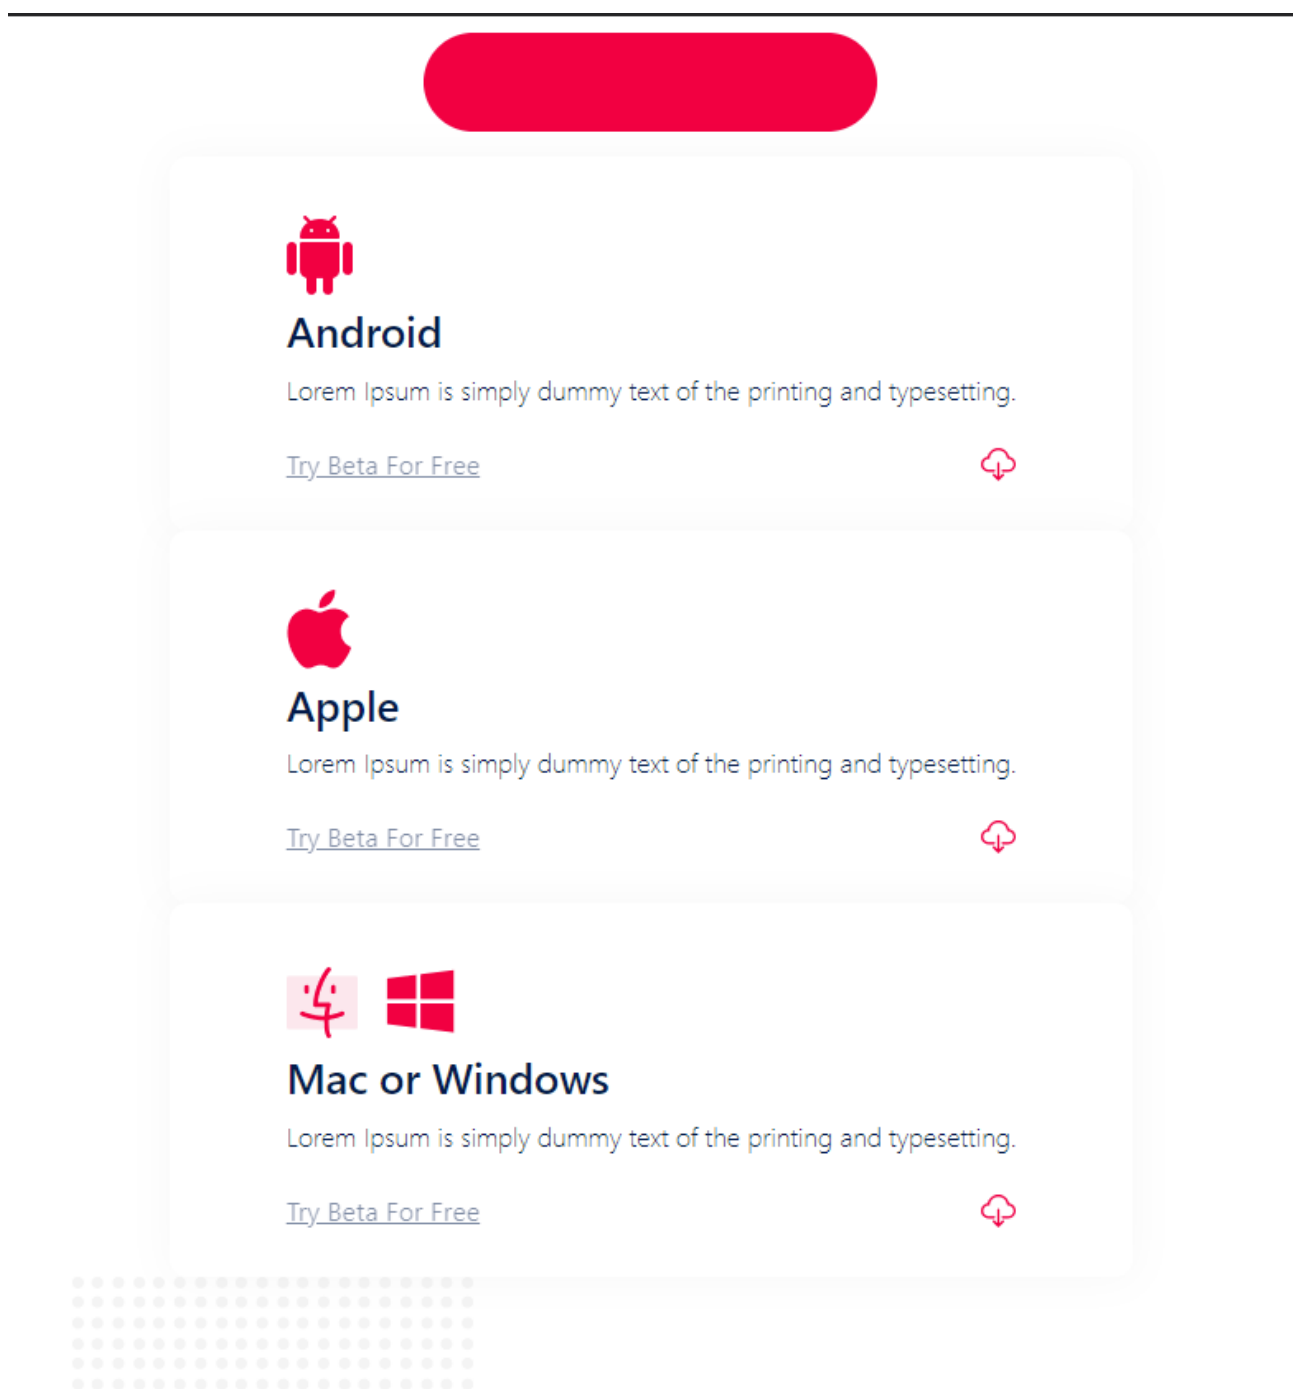 Android
Lorem Ipsum is simply dummy text of the printing and typesetting.
Try Beta For Free
Apple
Lorem Ipsum is simply dummy text of the printing and typesetting.
Try Beta For Free
Mac or Windows
Lorem Ipsum is simply dummy text of the printing and typesetting.
Try Beta For Free